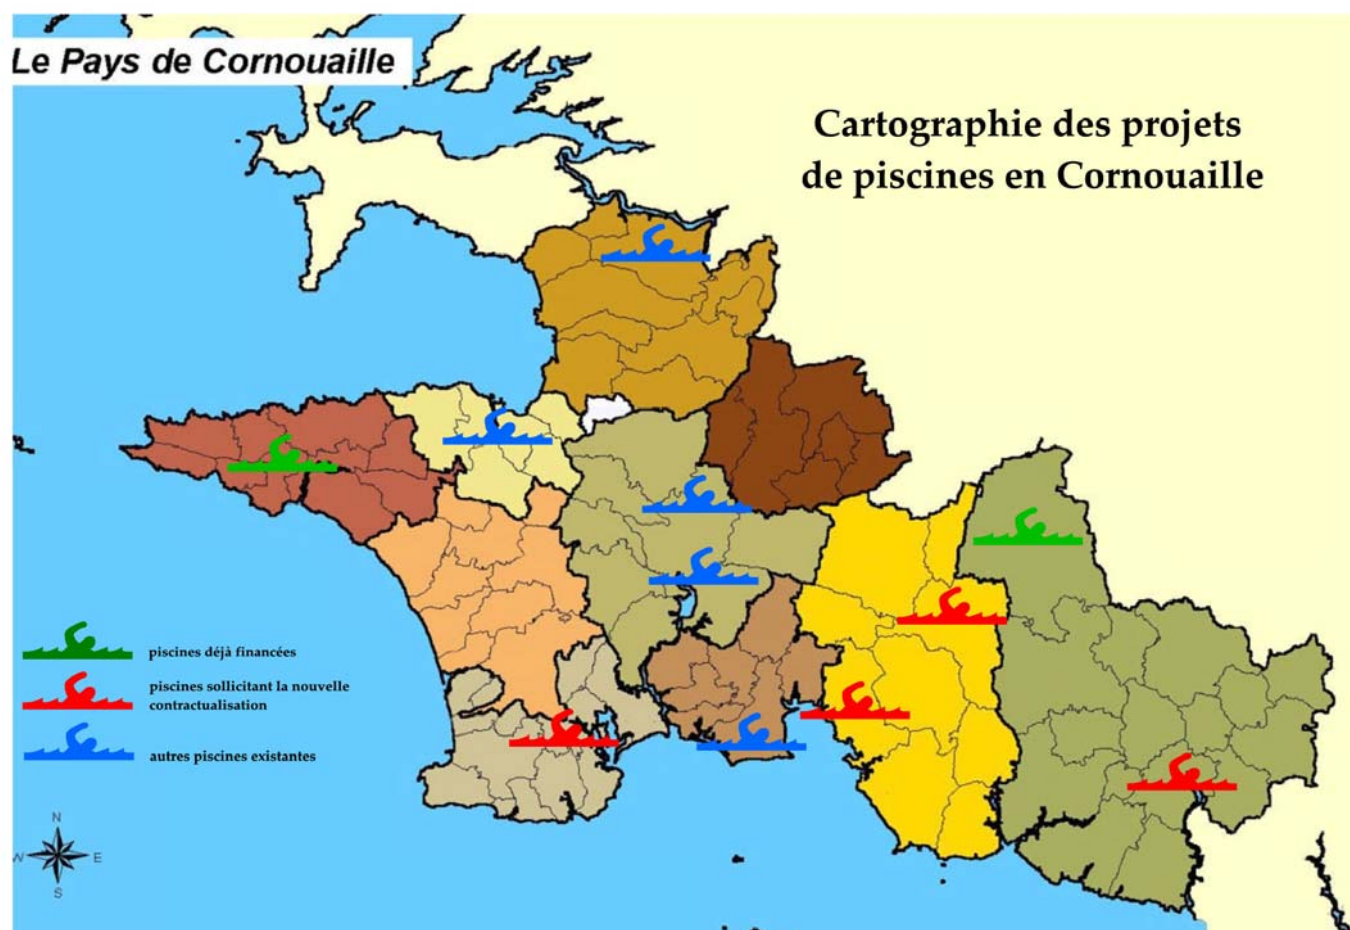 Le Pays de Cornouaille
Cartographie des projets
de piscines en Cornouaille
piscines déjà financées
piscines sollicitant la nouvelle
contractualisation
autres piscines existantes
N
W E
S